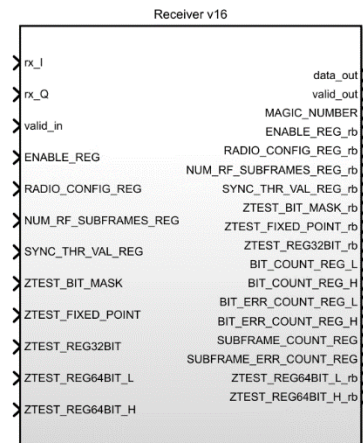 Receiver v16
rx_I
rx_Q
valid_in
ENABLE_REG
RADIO_CONFIG_REG
NUM_RF_SUBFRAMES_REG
SYNC_THR_VAL_REG
ZTEST_BIT_MASK
ZTEST_FIXED_POINT
ZTEST_REG32BIT
ZTEST_REG64BIT_L
ZTEST_REG64BIT_H
data_out
valid_out
MAGIC_NUMBER
ENABLE_REG_rb
RADIO_CONFIG_REG_rb
NUM_RF_SUBFRAMES_REG_rb
SYNC_THR_VAL_REG_rb
ZTEST_BIT_MASK_rb
ZTEST_FIXED_POINT_rb
ZTEST_REG32BIT_rb
BIT_COUNT_REG_L
BIT_COUNT_REG_H
BIT_ERR_COUNT_REG_L
BIT_ERR_COUNT_REG_H
SUBFRAME_COUNT_REG
SUBFRAME_ERR_COUNT_REG
ZTEST_REG64BIT_L_rb
ZTEST_REG64BIT_H_rb